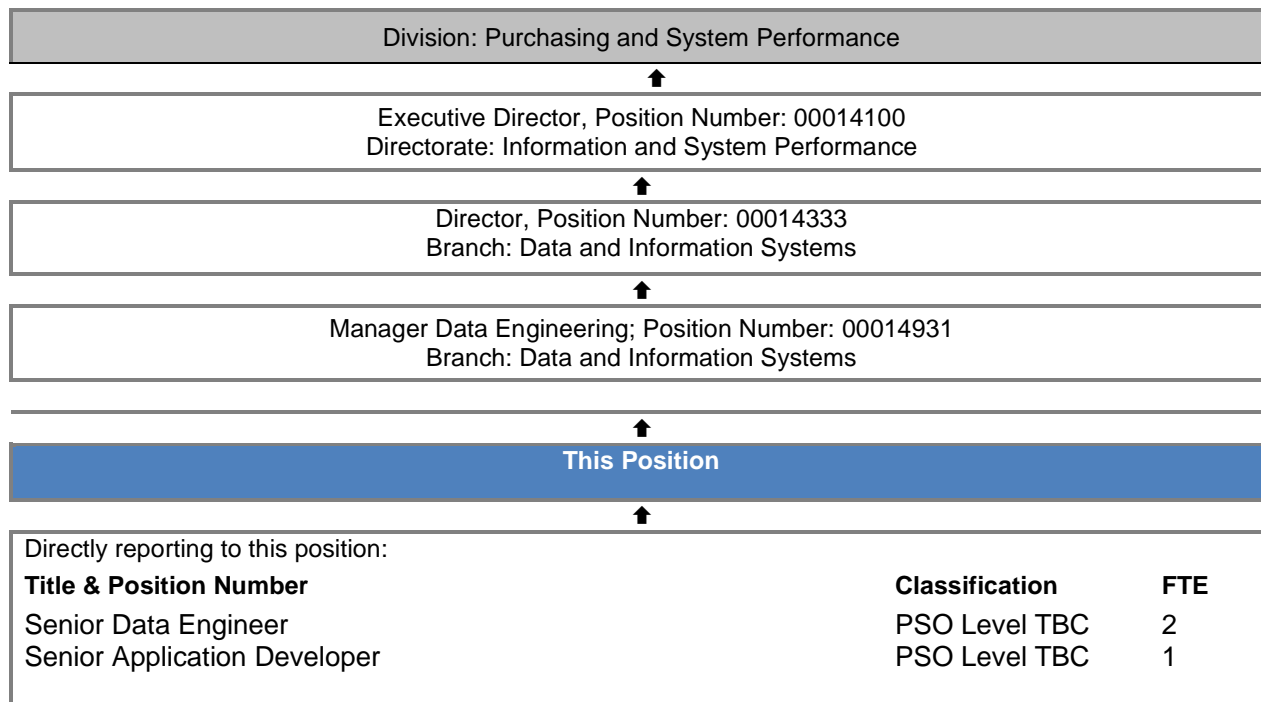 Division: Purchasing and System Performance
Executive Director, Position Number: 00014100
Directorate: Information and System Performance
Director, Position Number: 00014333
Branch: Data and Information Systems
Manager Data Engineering; Position Number: 00014931
Branch: Data and Information Systems
This Position
Directly reporting to this position:
Title & Position Number Classification FTE
Senior Data Engineer PSO Level TBC 2
Senior Application Developer PSO Level TBC 1